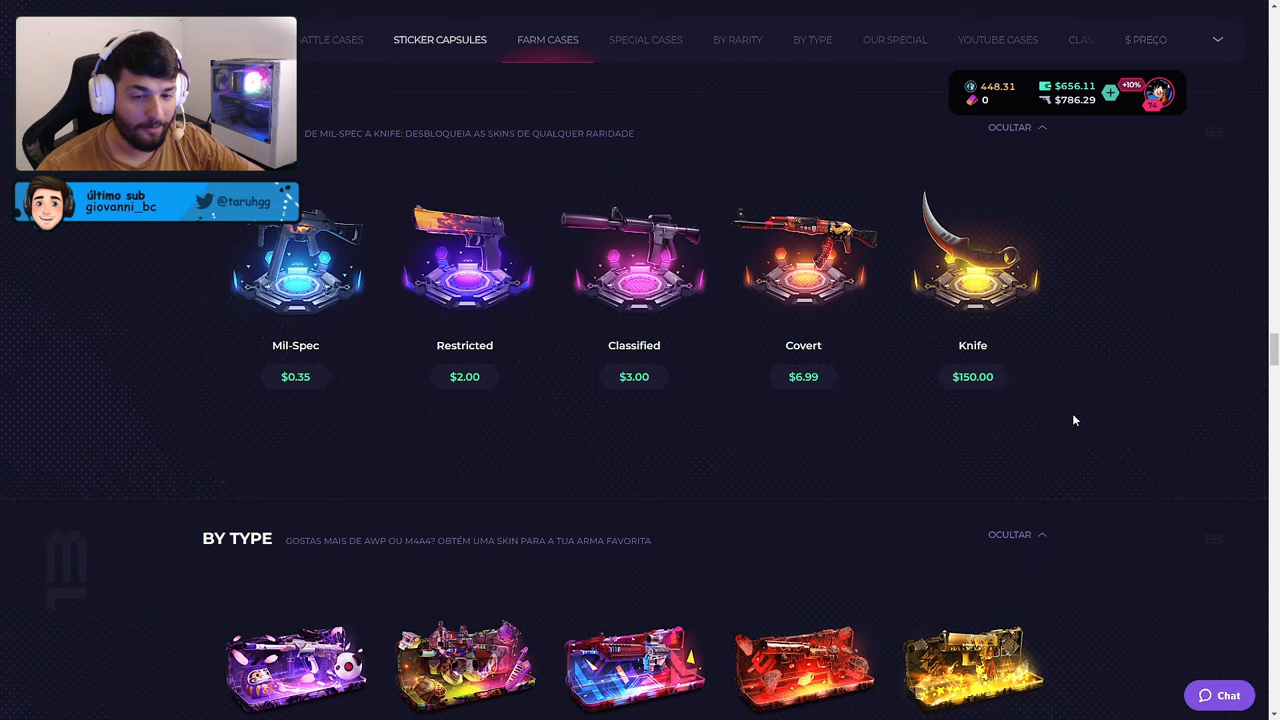 BATTLE CASES STICKER CAPSULES FARM CASES SPECIAL CASES BY RARITY BY TYPE OUR SPECIAL YOUTUBE CASES $ PREÇO
448.31 $656.11 +10%
0 $786.29 74
DE MIL-SPEC A KNIFE: DESBLOQUEIA AS SKINS DE QUALQUER RARIDADE
OCULTAR
último sub
giovanni_bc
@taruhgg
Mil-Spec Restricted Classified Covert Knife
$0.35 $2.00 $3.00 $6.99 $150.00
BY TYPE GOSTAS MAIS DE AWP OU M4A4? OBTÉM UMA SKIN PARA A TUA ARMA FAVORITA
OCULTAR
Chat